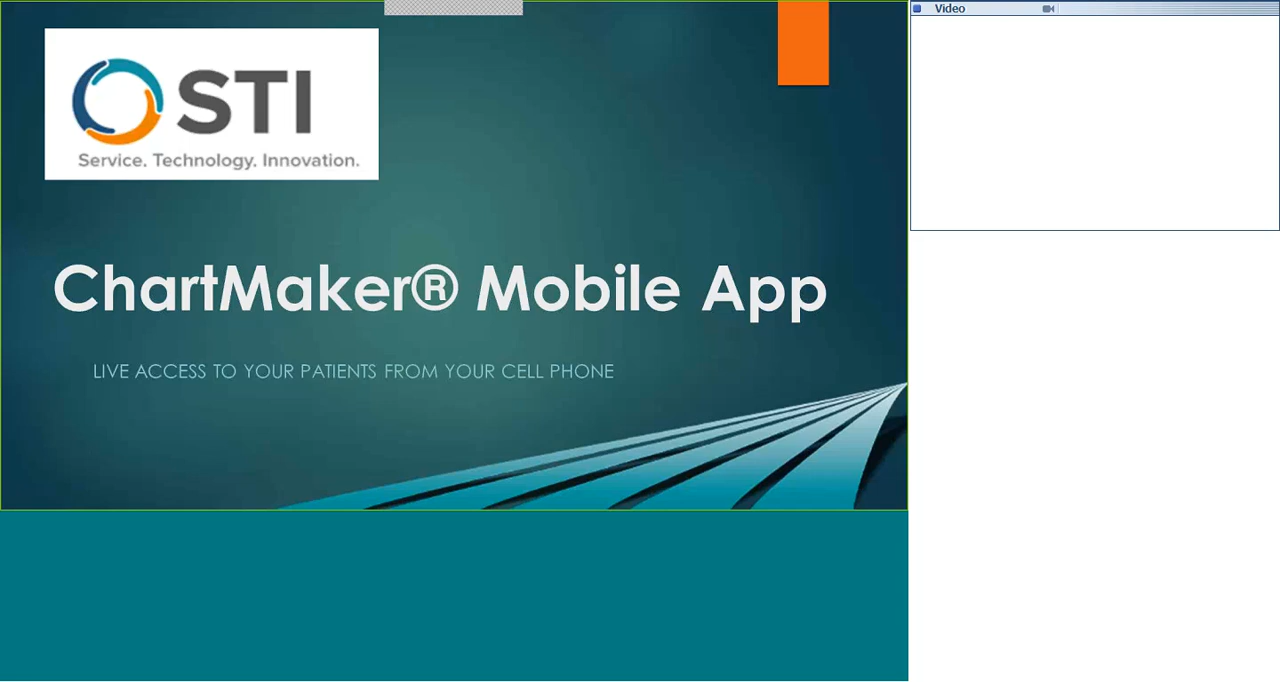 Video
STI
Service. Technology. Innovation.
ChartMaker® Mobile App
LIVE ACCESS TO YOUR PATIENTS FROM YOUR CELL PHONE